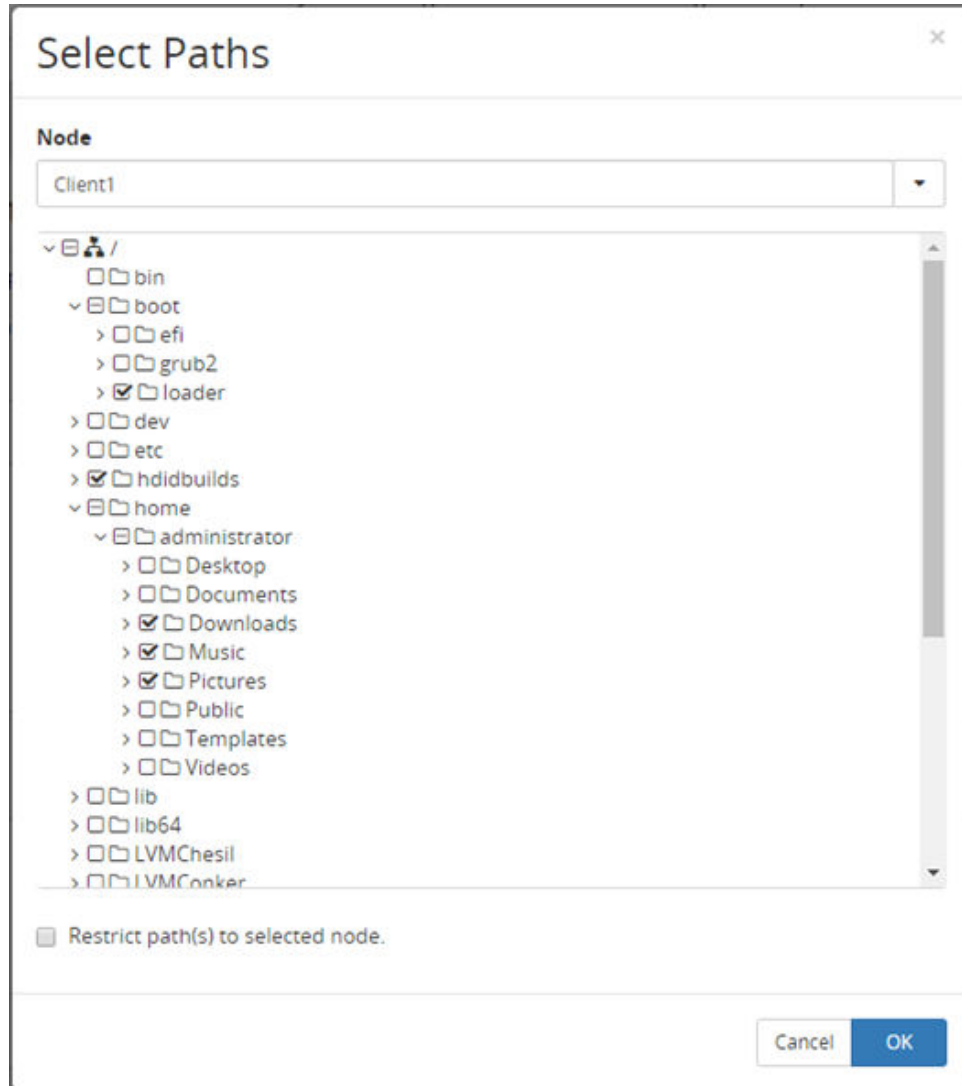 Select Paths
Node
Client1
/
bin
boot
efi
grub2
loader
dev
etc
hdidbuilds
home
administrator
Desktop
Documents
Downloads
Music
Pictures
Public
Templates
Videos
lib
lib64
LVMChesil
LVMConker
Restrict path(s) to selected node.
Cancel OK